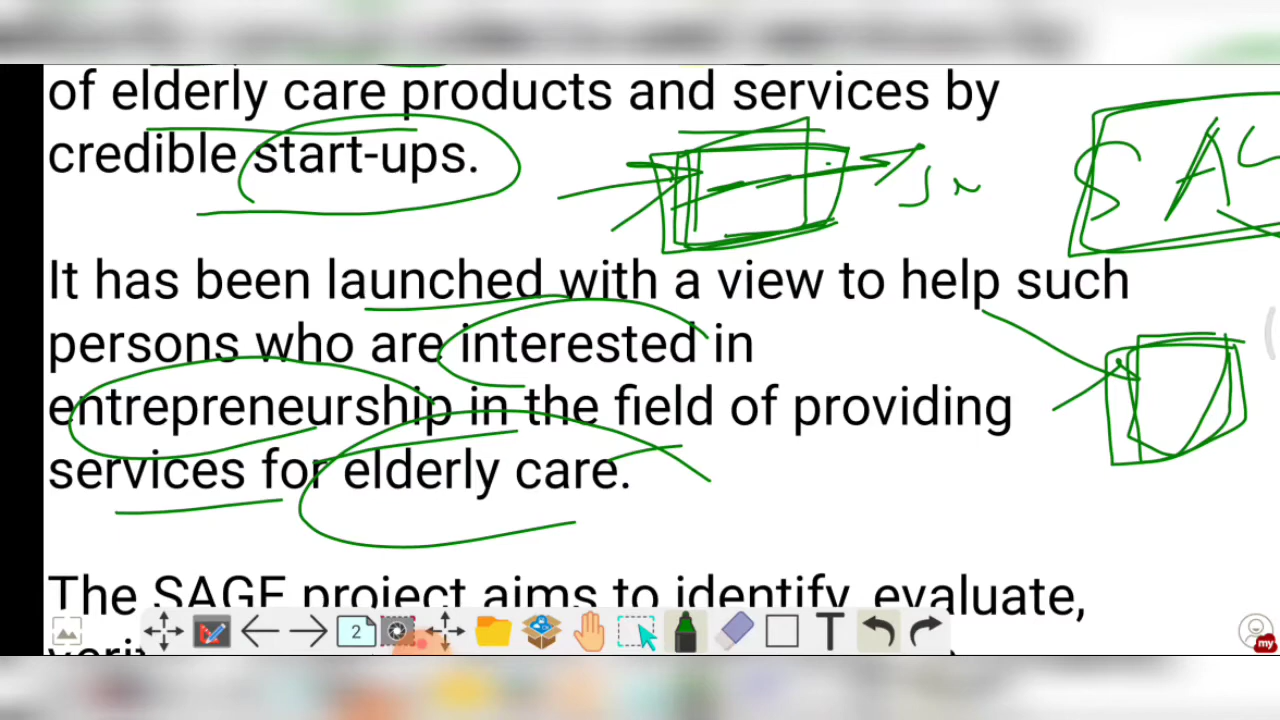 of elderly care products and services by
credible start-ups.
It has been launched with a view to help such
persons who are interested in
entrepreneurship in the field of providing
services for elderly care.
The SAGE project aims to identify, evaluate,
2
T
my